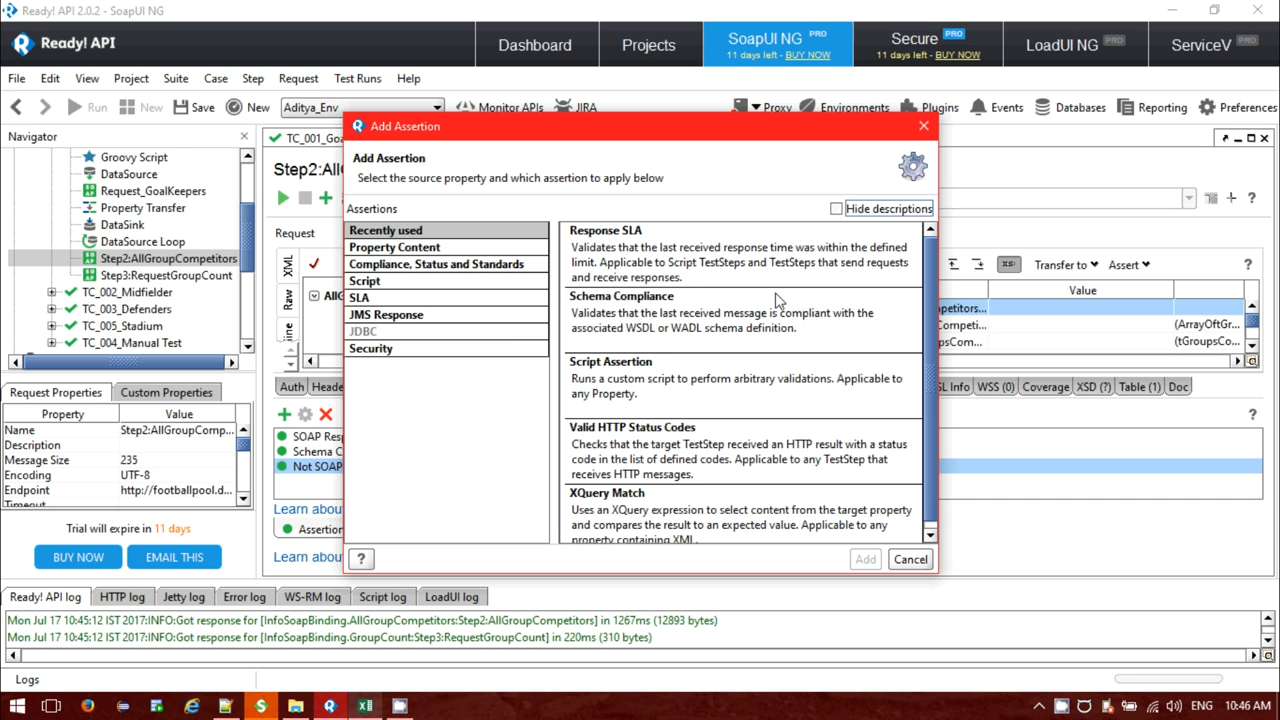 Ready! API 2.0.2 - SoapUI NG
Ready! API
Dashboard
Projects
SoapUI NG PRO
11 days left - BUY NOW
Secure PRO
11 days left - BUY NOW
LoadUI NG PRO
ServiceV PRO
File Edit View Project Suite Case Step Request Test Runs Help
Run New Save New Aditya_Env Monitor APIs JIRA Proxy Environments Plugins Events Databases Reporting Preferences
Navigator
Groovy Script
DataSource
Request_GoalKeepers
Property Transfer
DataSink
DataSource Loop
Step2:AllGroupCompetitors
Step3:RequestGroupCount
TC_002_Midfielder
TC_003_Defenders
TC_005_Stadium
TC_004_Manual Test
Request Properties Custom Properties
Property Value
Name Step2:AllGroupComp...
Description
Message Size 235
Encoding UTF-8
Endpoint http://footballpool.d...
Trial will expire in 11 days
BUY NOW EMAIL THIS
TC_001_Goa
Step2:All
Request
XML
Raw
AllG
Auth Heade
SOAP Resp
Schema C
Not SOAP
Learn abou
Assertion
Learn abou
Add Assertion
Add Assertion
Select the source property and which assertion to apply below
Assertions
Hide descriptions
Recently used
Property Content
Compliance, Status and Standards
Script
SLA
JMS Response
JDBC
Security
Response SLA
Validates that the last received response time was within the defined
limit. Applicable to Script TestSteps and TestSteps that send requests
and receive responses.
Schema Compliance
Validates that the last received message is compliant with the
associated WSDL or WADL schema definition.
Script Assertion
Runs a custom script to perform arbitrary validations. Applicable to
any Property.
Valid HTTP Status Codes
Checks that the target TestStep received an HTTP result with a status
code in the list of defined codes. Applicable to any TestStep that
receives HTTP messages.
XQuery Match
Uses an XQuery expression to select content from the target property
and compares the result to an expected value. Applicable to any
property containing XML.
? Add Cancel
XS: Transfer to Assert ?
Value
petitors...
Competi... (ArrayOftGr...
psCom... (tGroupsCo...
L Info WSS (0) Coverage XSD (?) Table (1) Doc
?
Ready! API log HTTP log Jetty log Error log WS-RM log Script log LoadUI log
Mon Jul 17 10:45:12 IST 2017:INFO:Got response for [InfoSoapBinding.AllGroupCompetitors:Step2:AllGroupCompetitors] in 1267ms (12893 bytes)
Mon Jul 17 10:45:12 IST 2017:INFO:Got response for [InfoSoapBinding.GroupCount:Step3:RequestGroupCount] in 220ms (310 bytes)
Logs
ENG 10:46 AM